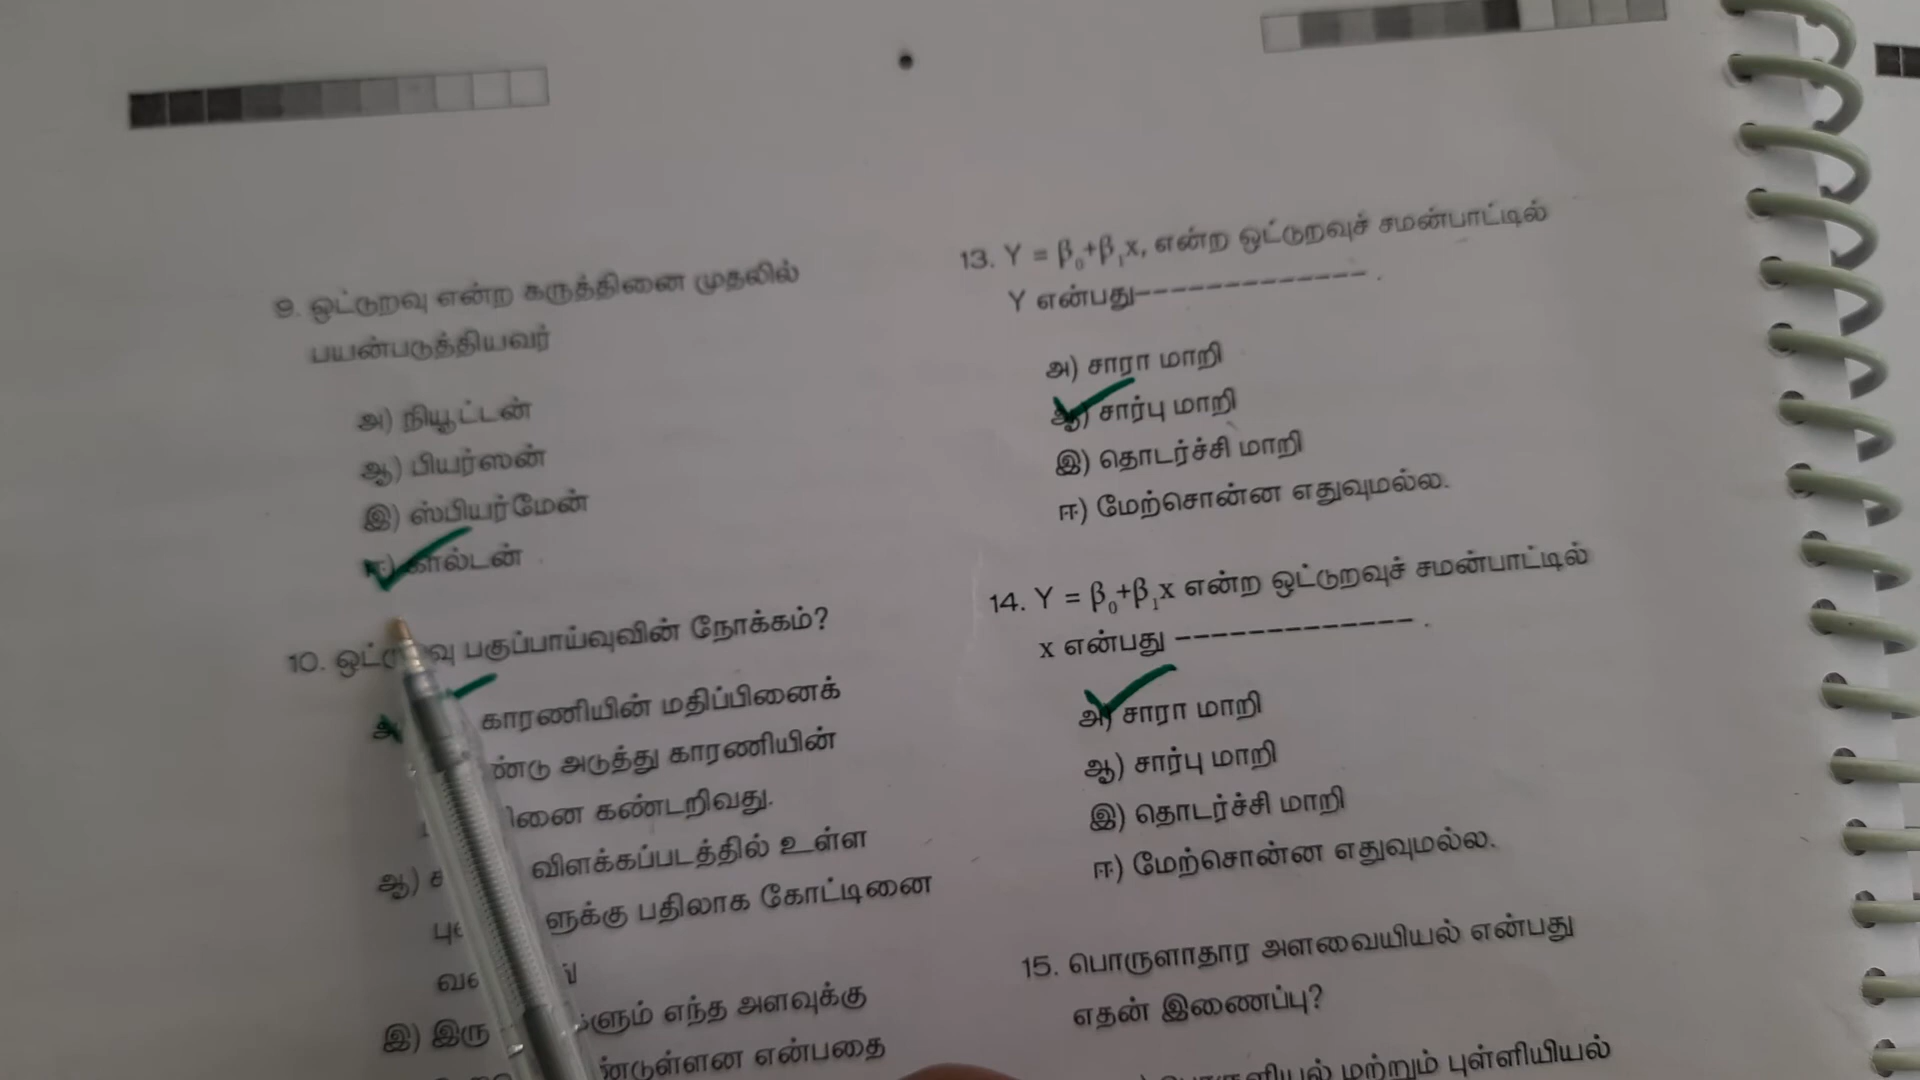 9. ஒட்டுறவு என்ற கருத்தினை முதலில்
பயன்படுத்தியவர்
அ) நியூட்டன்
ஆ) பியர்ஸன்
இ) ஸ்பியர்மேன்
ஈ) கால்டன்
10. ஒட்டுறவு பகுப்பாய்வுவின் நோக்கம்?
காரணியின் மதிப்பினைக்
அடுத்து காரணியின்
கண்டறிவது.
ஆ) விளக்கப்படத்தில் உள்ள
பதிலாக கோட்டினை
இ) இரு எந்த அளவுக்கு
என்பதை
13. Y = β₀+β₁x, என்ற ஒட்டுறவுச் சமன்பாட்டில்
Y என்பது------------- .
அ) சாரா மாறி
ஆ) சார்பு மாறி
இ) தொடர்ச்சி மாறி
ஈ) மேற்சொன்ன எதுவுமல்ல.
14. Y = β₀+β₁x என்ற ஒட்டுறவுச் சமன்பாட்டில்
x என்பது ------------- .
அ) சாரா மாறி
ஆ) சார்பு மாறி
இ) தொடர்ச்சி மாறி
ஈ) மேற்சொன்ன எதுவுமல்ல.
15. பொருளாதார அளவையியல் என்பது
எதன் இணைப்பு?
மற்றும் புள்ளியியல்